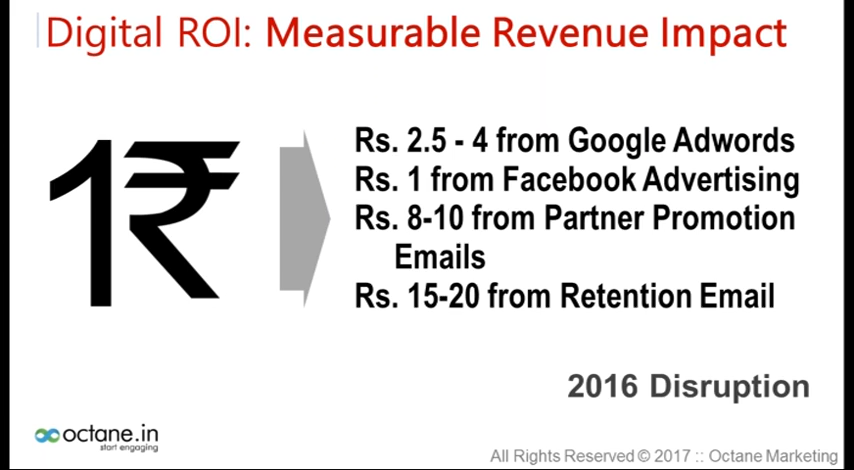 Digital ROI: Measurable Revenue Impact
1₹
Rs. 2.5 - 4 from Google Adwords
Rs. 1 from Facebook Advertising
Rs. 8-10 from Partner Promotion
Emails
Rs. 15-20 from Retention Email
2016 Disruption
octane.in
start engaging
All Rights Reserved © 2017 :: Octane Marketing